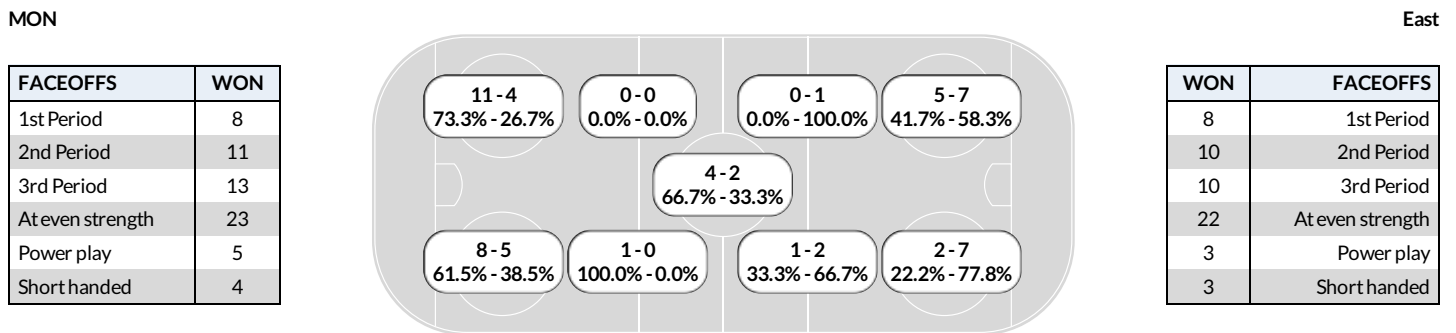 MON
East
FACEOFFS WON
1st Period 8
2nd Period 11
3rd Period 13
At even strength 23
Power play 5
Short handed 4
11 - 4
73.3% - 26.7%
0 - 0
0.0% - 0.0%
0 - 1
0.0% - 100.0%
5 - 7
41.7% - 58.3%
4 - 2
66.7% - 33.3%
8 - 5
61.5% - 38.5%
1 - 0
100.0% - 0.0%
1 - 2
33.3% - 66.7%
2 - 7
22.2% - 77.8%
WON FACEOFFS
8 1st Period
10 2nd Period
10 3rd Period
22 At even strength
3 Power play
3 Short handed